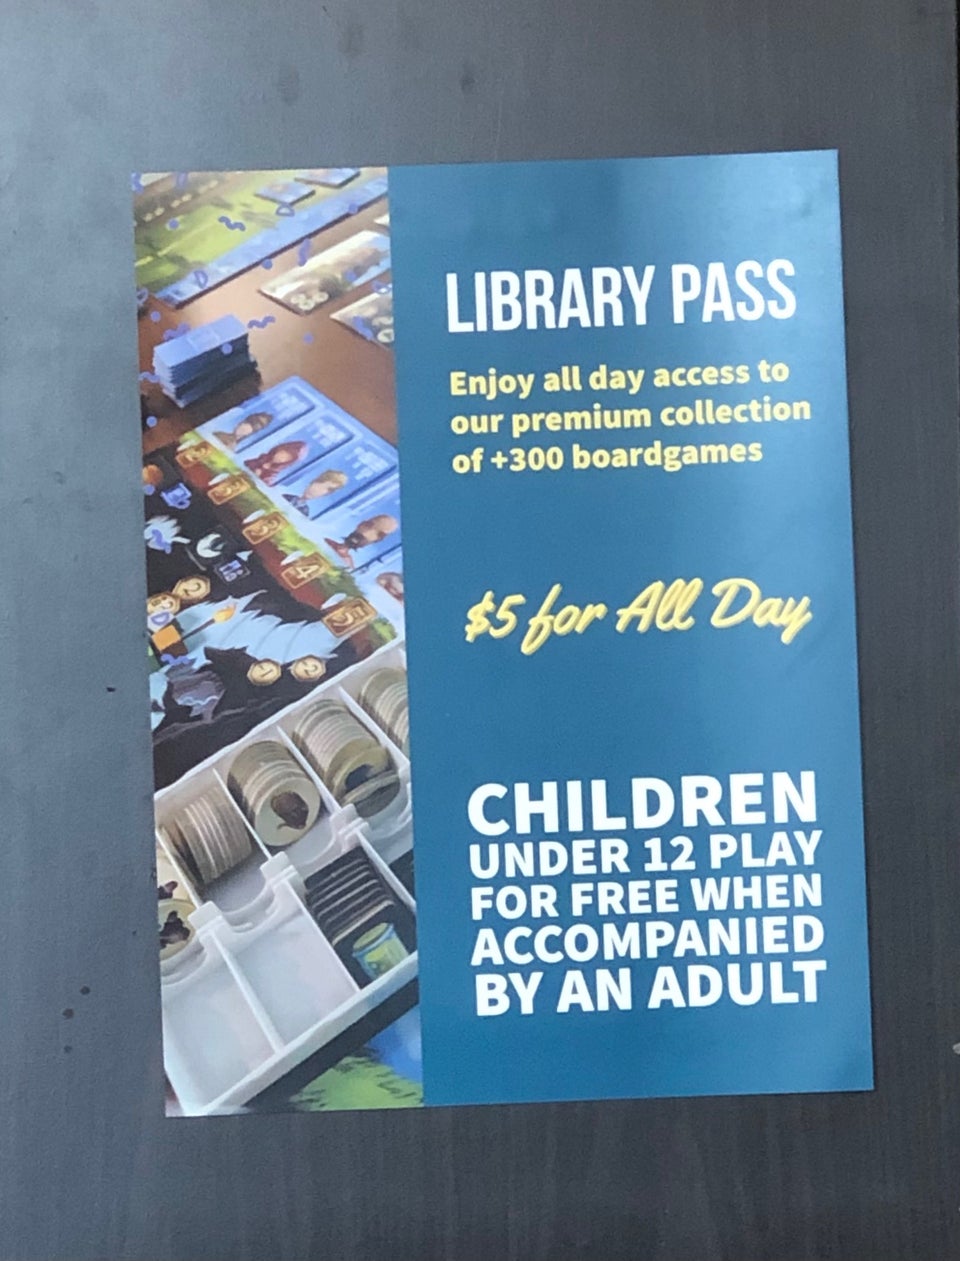 LIBRARY PASS
Enjoy all day access to
our premium collection
of +300 boardgames
$5 for All Day
CHILDREN
UNDER 12 PLAY
FOR FREE WHEN
ACCOMPANIED
BY AN ADULT